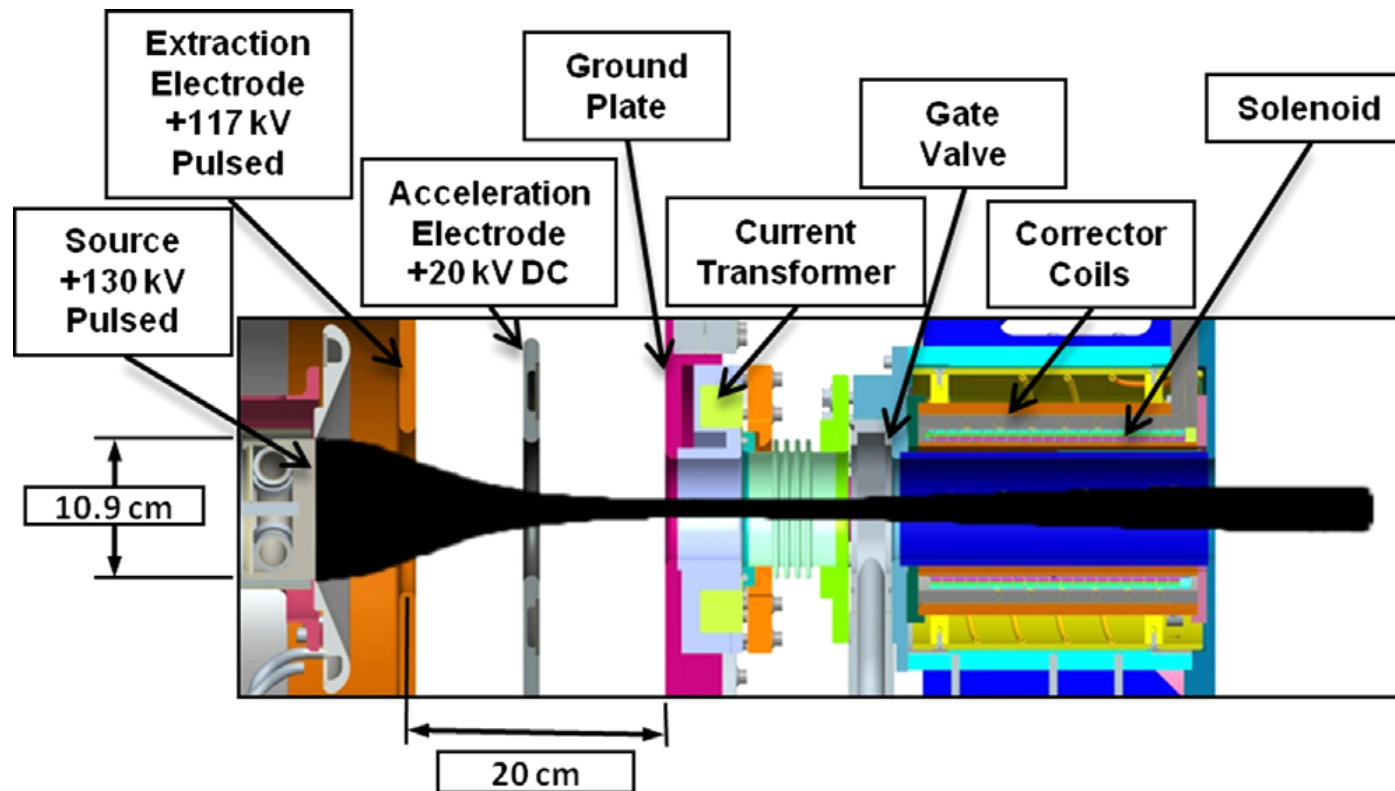 Extraction
Electrode
+117 kV
Pulsed
Ground
Plate
Gate
Valve
Solenoid
Source
+130 kV
Pulsed
Acceleration
Electrode
+20 kV DC
Current
Transformer
Corrector
Coils
10.9 cm
20 cm